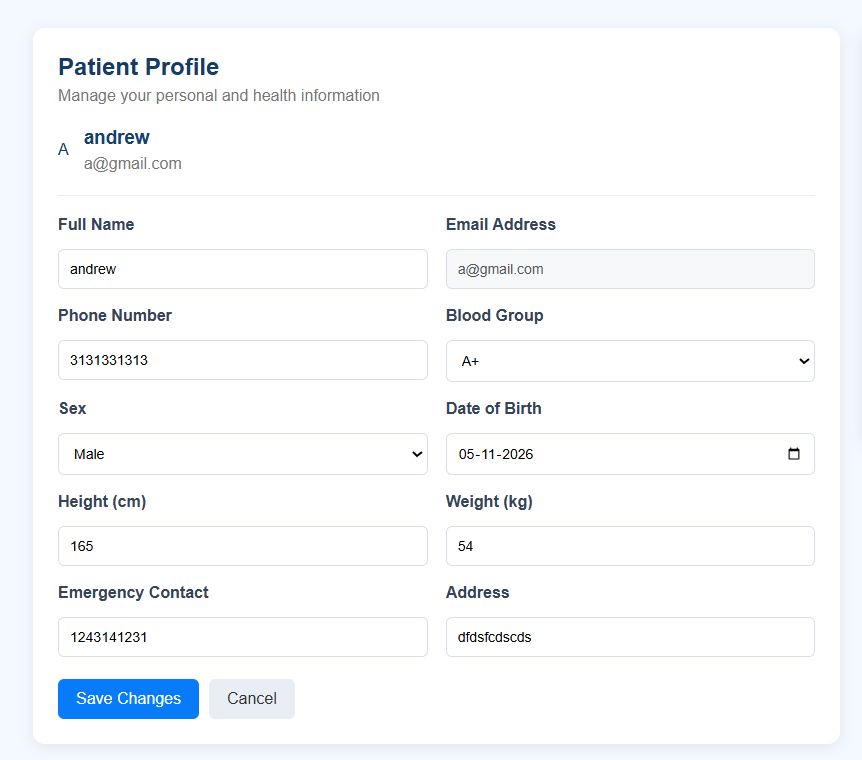 Patient Profile
Manage your personal and health information
A
andrew
a@gmail.com
Full Name
Email Address
andrew
a@gmail.com
Phone Number
Blood Group
3131331313
A+
Sex
Date of Birth
Male
05-11-2026
Height (cm)
Weight (kg)
165
54
Emergency Contact
Address
1243141231
dfdsfcdscds
Save Changes
Cancel